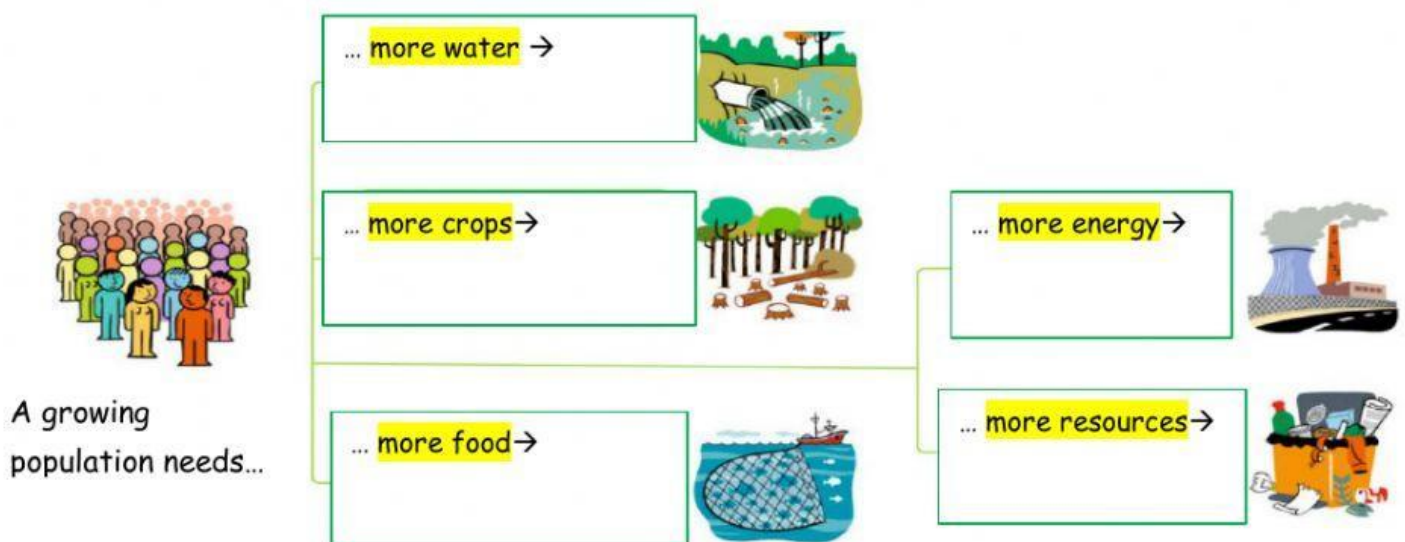 … more water →
… more crops→
… more energy→
A growing
population needs…
… more food→
… more resources→